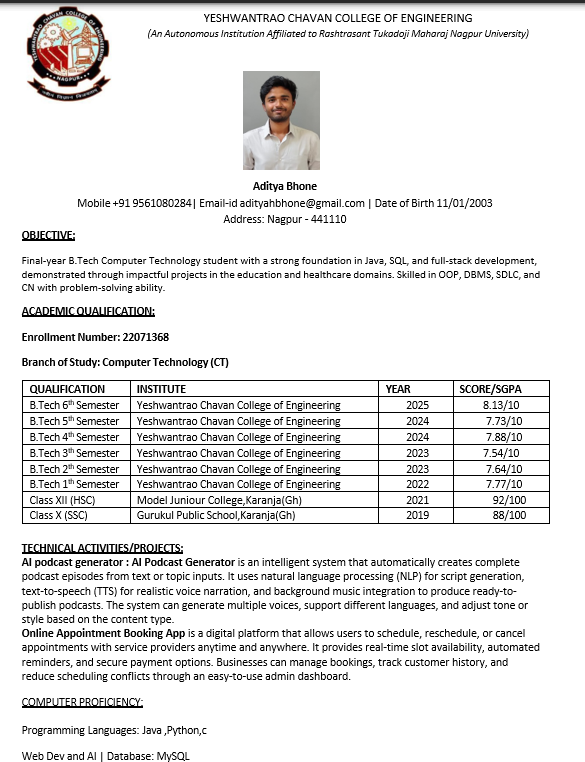 YESHWANTRAO CHAVAN COLLEGE OF ENGINEERING
(An Autonomous Institution Affiliated to Rashtrasant Tukadoji Maharaj Nagpur University)
NAGPUR
Aditya Bhone
Mobile +91 9561080284| Email-id adityahbhone@gmail.com | Date of Birth 11/01/2003
Address: Nagpur - 441110
OBJECTIVE:
Final-year B.Tech Computer Technology student with a strong foundation in Java, SQL, and full-stack development,
demonstrated through impactful projects in the education and healthcare domains. Skilled in OOP, DBMS, SDLC, and
CN with problem-solving ability.
ACADEMIC QUALIFICATION:
Enrollment Number: 22071368
Branch of Study: Computer Technology (CT)
QUALIFICATION INSTITUTE YEAR SCORE/SGPA
B.Tech 6th Semester Yeshwantrao Chavan College of Engineering 2025 8.13/10
B.Tech 5th Semester Yeshwantrao Chavan College of Engineering 2024 7.73/10
B.Tech 4th Semester Yeshwantrao Chavan College of Engineering 2024 7.88/10
B.Tech 3th Semester Yeshwantrao Chavan College of Engineering 2023 7.54/10
B.Tech 2th Semester Yeshwantrao Chavan College of Engineering 2023 7.64/10
B.Tech 1th Semester Yeshwantrao Chavan College of Engineering 2022 7.77/10
Class XII (HSC) Model Juniour College,Karanja(Gh) 2021 92/100
Class X (SSC) Gurukul Public School,Karanja(Gh) 2019 88/100
TECHNICAL ACTIVITIES/PROJECTS:
AI podcast generator : AI Podcast Generator is an intelligent system that automatically creates complete
podcast episodes from text or topic inputs. It uses natural language processing (NLP) for script generation,
text-to-speech (TTS) for realistic voice narration, and background music integration to produce ready-to-
publish podcasts. The system can generate multiple voices, support different languages, and adjust tone or
style based on the content type.
Online Appointment Booking App is a digital platform that allows users to schedule, reschedule, or cancel
appointments with service providers anytime and anywhere. It provides real-time slot availability, automated
reminders, and secure payment options. Businesses can manage bookings, track customer history, and
reduce scheduling conflicts through an easy-to-use admin dashboard.
COMPUTER PROFICIENCY:
Programming Languages: Java ,Python,c
Web Dev and AI | Database: MySQL